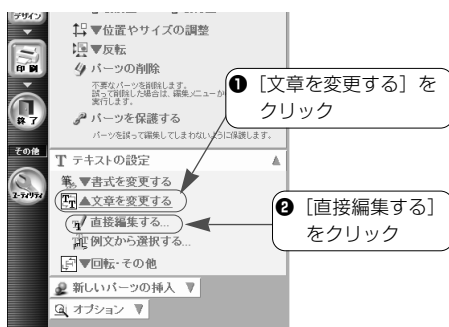 デザイン
▼位置やサイズの調整
▼反転
印刷
パーツの削除
不要なパーツを削除します。
誤って削除した場合は、編集メニューか
実行します。
❶ ［文章を変更する］を
クリック
終了
パーツを保護する
パーツを誤って編集してしまわないように保護します。
その他
T テキストの設定
▼書式を変更する
▲文章を変更する
ユーティリティ
直接編集する...
❷ ［直接編集する］
をクリック
例文から選択する...
▼回転・その他
新しいパーツの挿入 ▼
オプション ▼